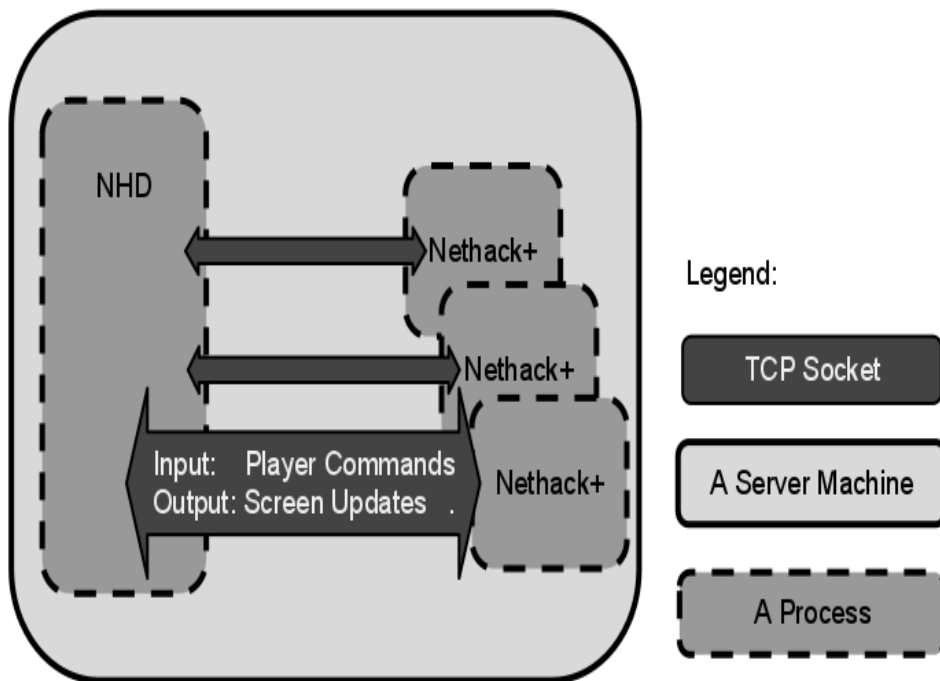 NHD
Nethack+
Nethack+
Input: Player Commands
Output: Screen Updates .
Nethack+
Legend:
TCP Socket
A Server Machine
A Process